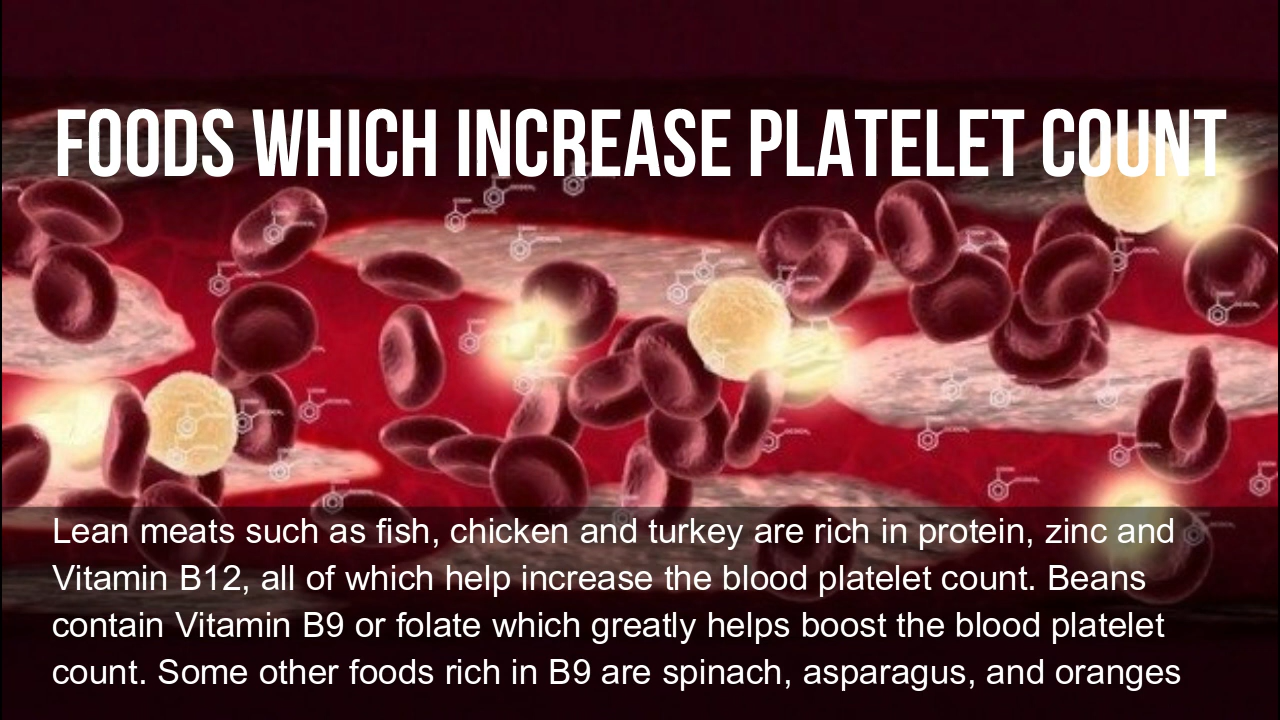 FOODS WHICH INCREASE PLATELET COUNT
Lean meats such as fish, chicken and turkey are rich in protein, zinc and
Vitamin B12, all of which help increase the blood platelet count. Beans
contain Vitamin B9 or folate which greatly helps boost the blood platelet
count. Some other foods rich in B9 are spinach, asparagus, and oranges